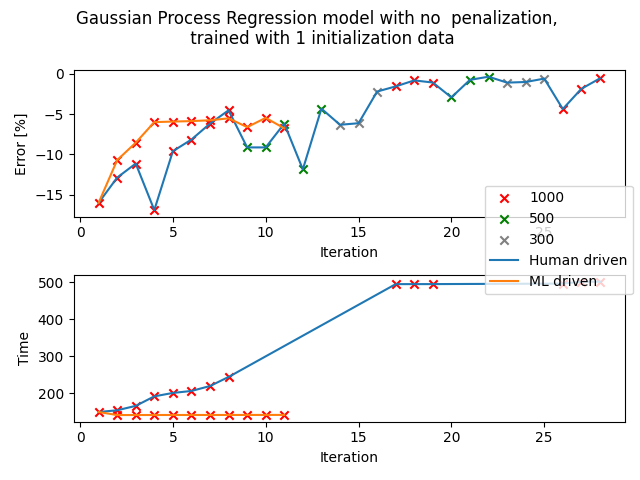 Gaussian Process Regression model with no  penalization,
trained with 1 initialization data
Error [%]
0
−5
−10
−15
0 5 10 15 20 25
Iteration
1000
500
300
Human driven
ML driven
Time
500
400
300
200
0 5 10 15 20 25
Iteration